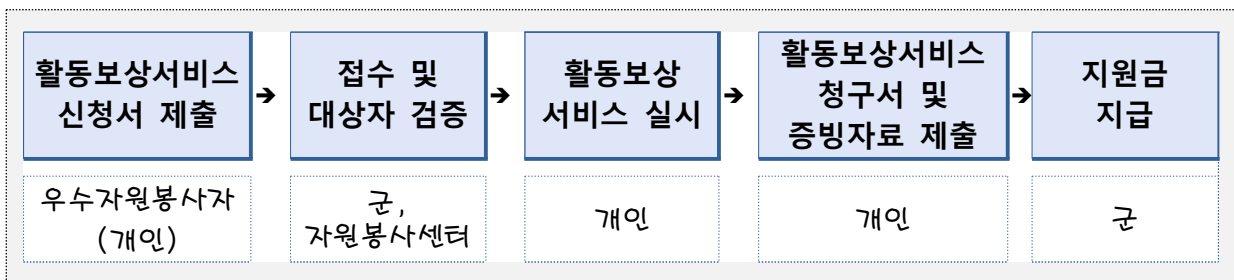 활동보상서비스
신청서 제출
➔
접수 및
대상자 검증
➔
활동보상
서비스 실시
➔
활동보상서비스
청구서 및
증빙자료 제출
➔
지원금
지급
우수자원봉사자
(개인)
군,
자원봉사센터
개인
개인
군